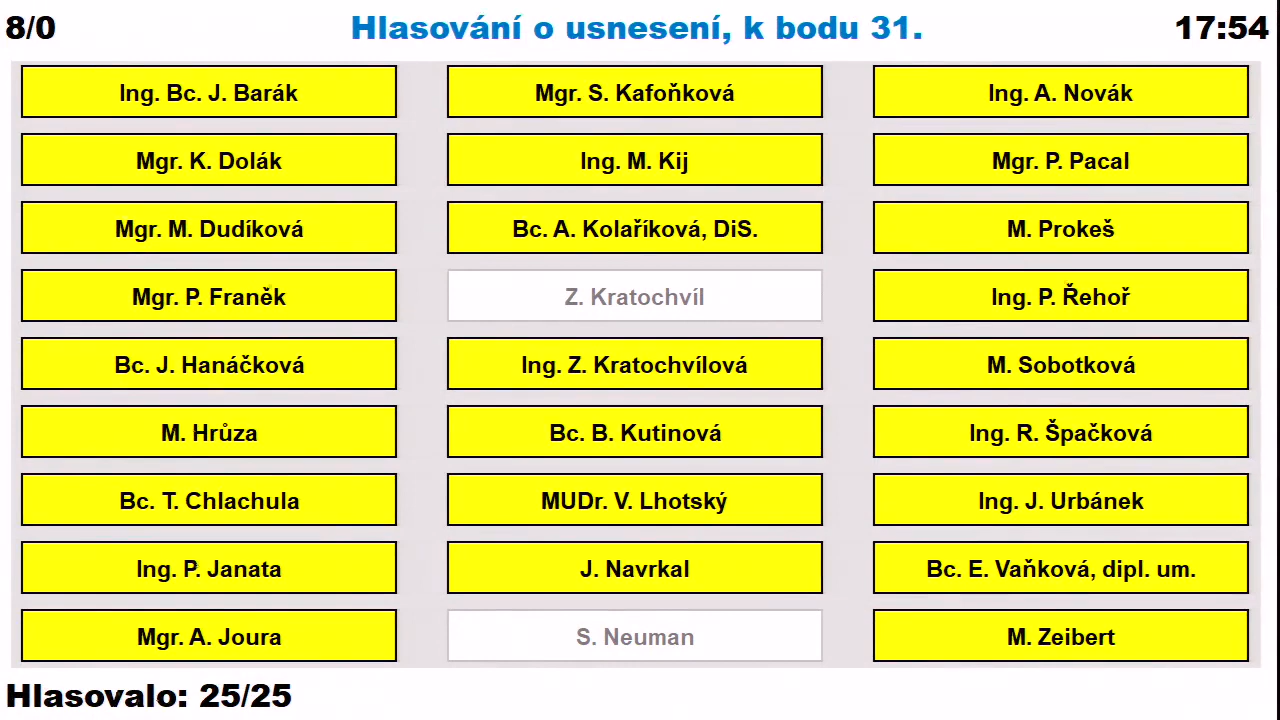 8/0 Hlasování o usnesení, k bodu 31. 17:54
Ing. Bc. J. Barák Mgr. S. Kafoňková Ing. A. Novák
Mgr. K. Dolák Ing. M. Kij Mgr. P. Pacal
Mgr. M. Dudíková Bc. A. Kolaříková, DiS. M. Prokeš
Mgr. P. Franěk Z. Kratochvíl Ing. P. Řehoř
Bc. J. Hanáčková Ing. Z. Kratochvílová M. Sobotková
M. Hrůza Bc. B. Kutinová Ing. R. Špačková
Bc. T. Chlachula MUDr. V. Lhotský Ing. J. Urbánek
Ing. P. Janata J. Navrkal Bc. E. Vaňková, dipl. um.
Mgr. A. Joura S. Neuman M. Zeibert
Hlasovalo: 25/25